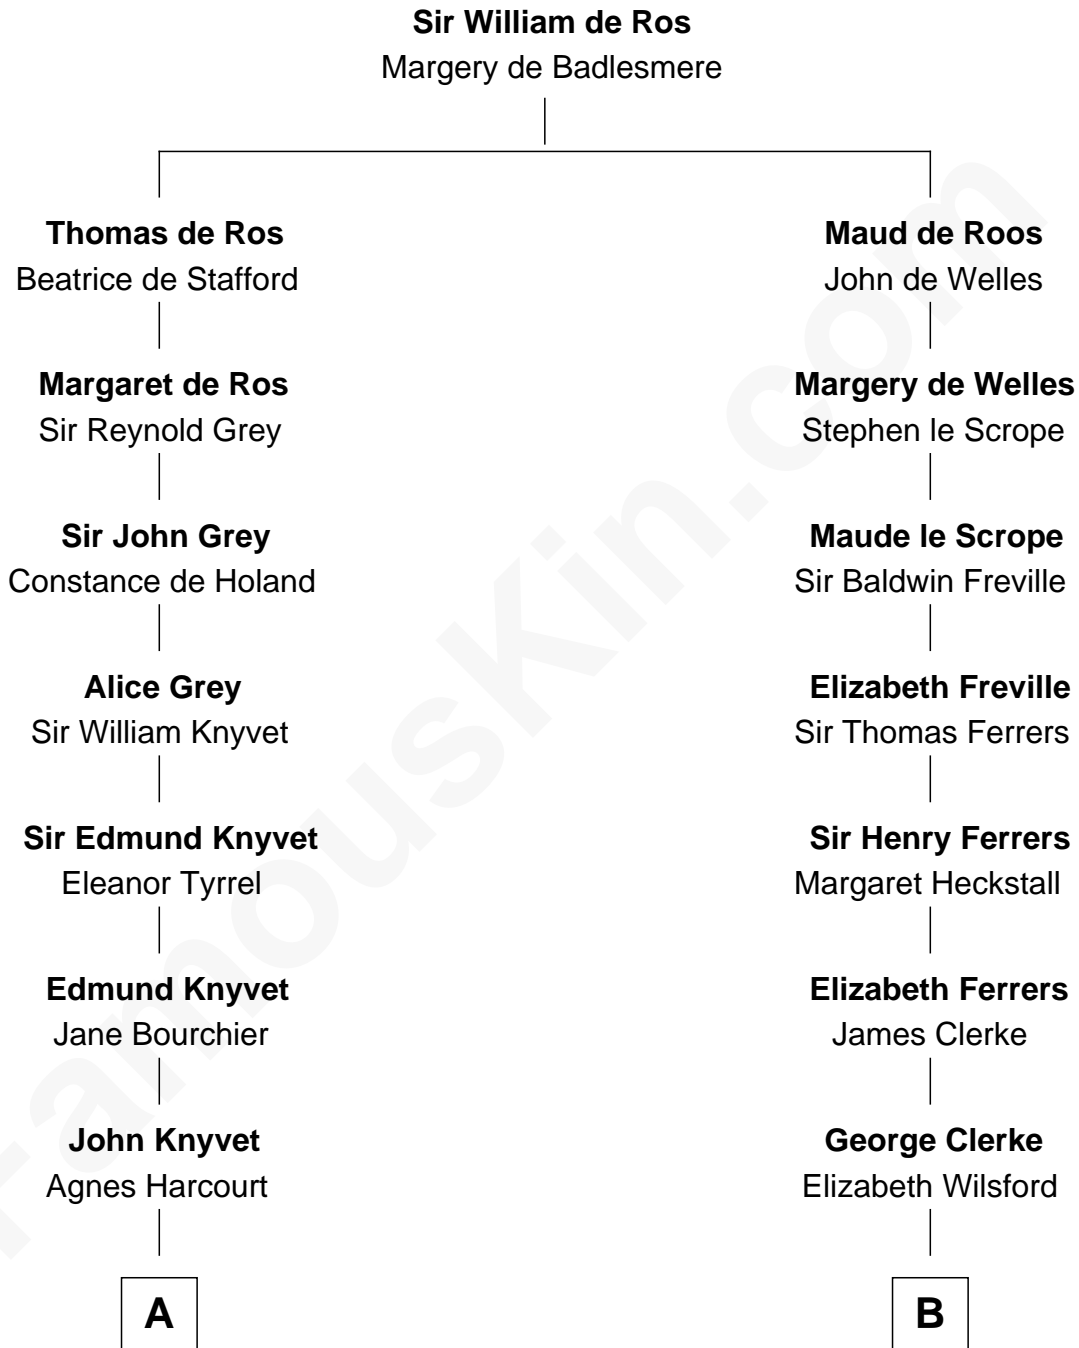 Sir William de Ros
Margery de Badlesmere
Thomas de Ros
Beatrice de Stafford
Margaret de Ros
Sir Reynold Grey
Sir John Grey
Constance de Holand
Alice Grey
Sir William Knyvet
Sir Edmund Knyvet
Eleanor Tyrrel
Edmund Knyvet
Jane Bourchier
John Knyvet
Agnes Harcourt
A
Maud de Roos
John de Welles
Margery de Welles
Stephen le Scrope
Maude le Scrope
Sir Baldwin Freville
Elizabeth Freville
Sir Thomas Ferrers
Sir Henry Ferrers
Margaret Heckstall
Elizabeth Ferrers
James Clerke
George Clerke
Elizabeth Wilsford
B
FamousKin.com